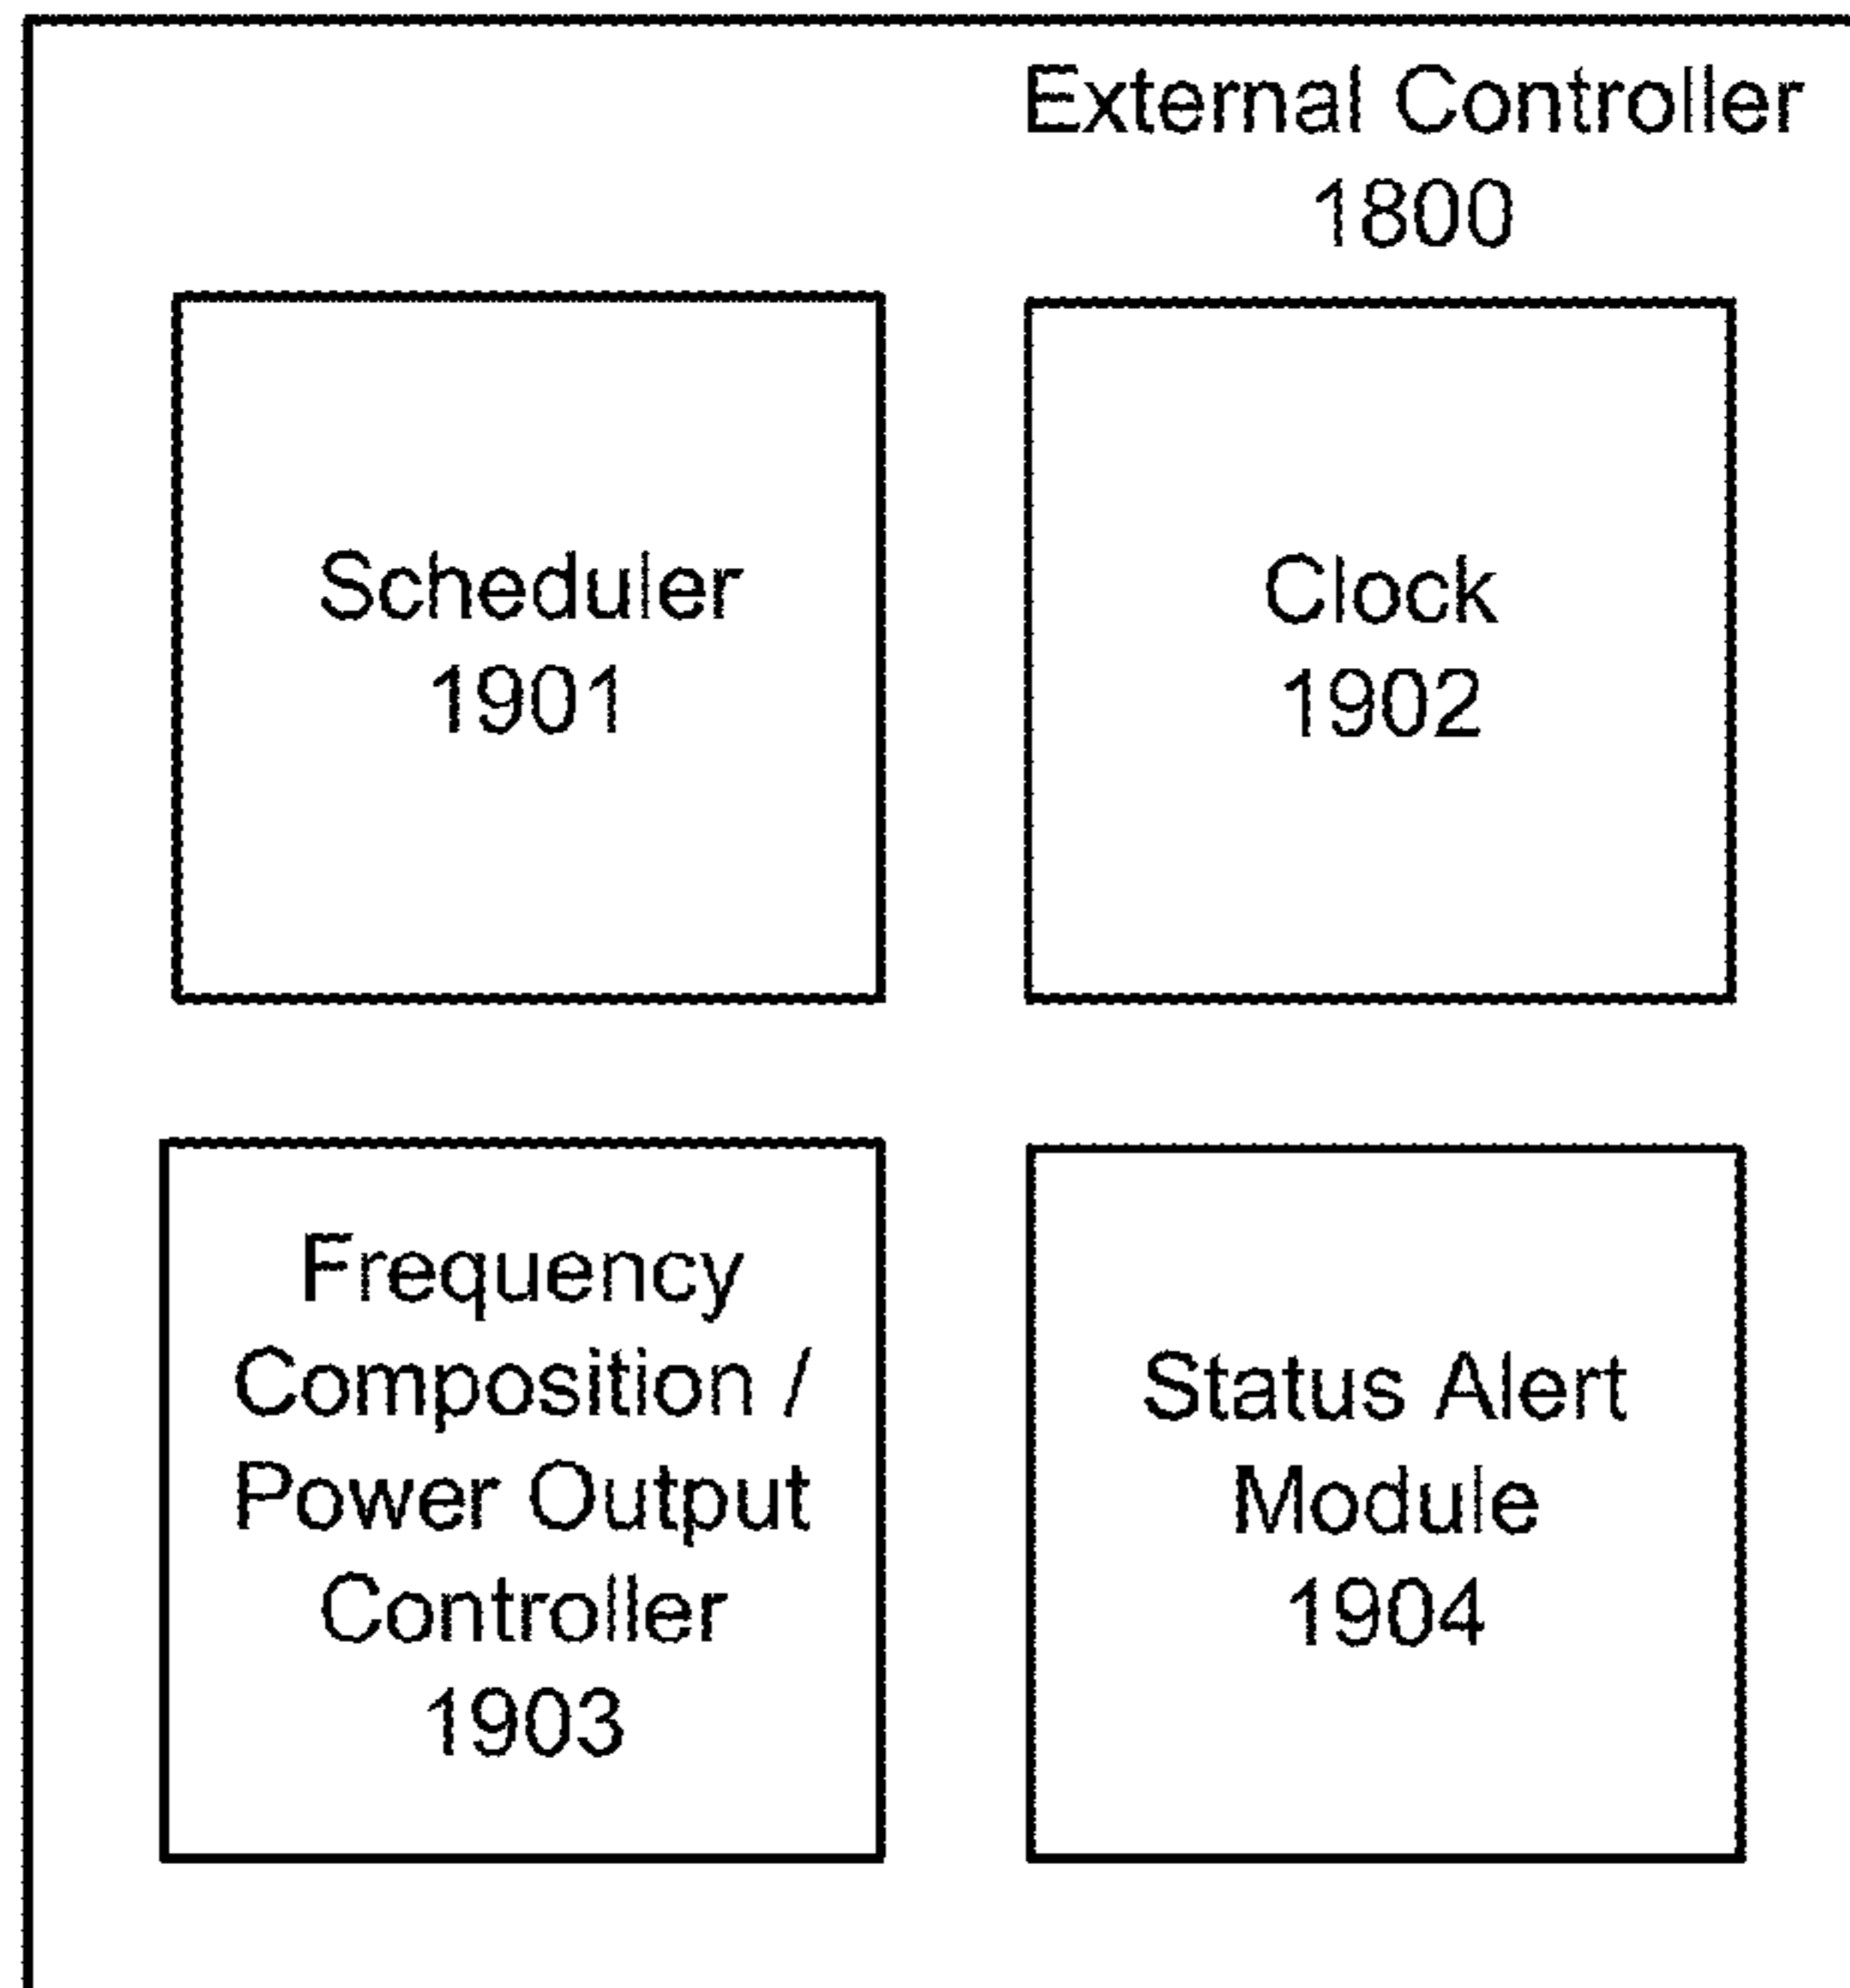 External Controller
1800
Scheduler
1901
Clock
1902
Frequency
Composition /
Power Output
Controller
1903
Status Alert
Module
1904